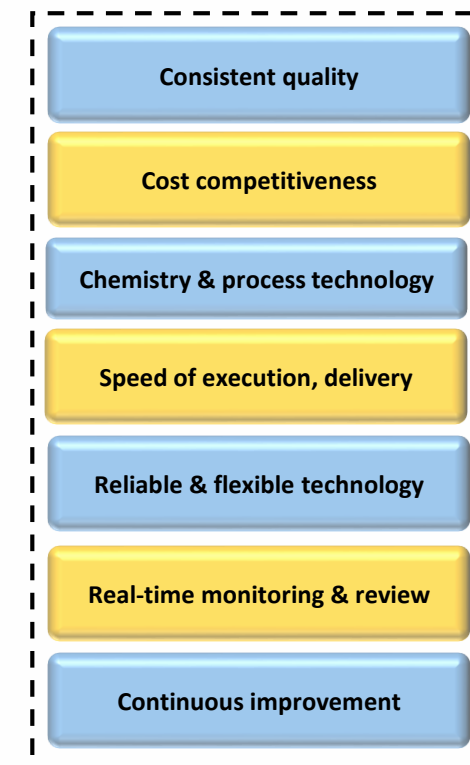 Consistent quality
Cost competitiveness
Chemistry & process technology
Speed of execution, delivery
Reliable & flexible technology
Real-time monitoring & review
Continuous improvement